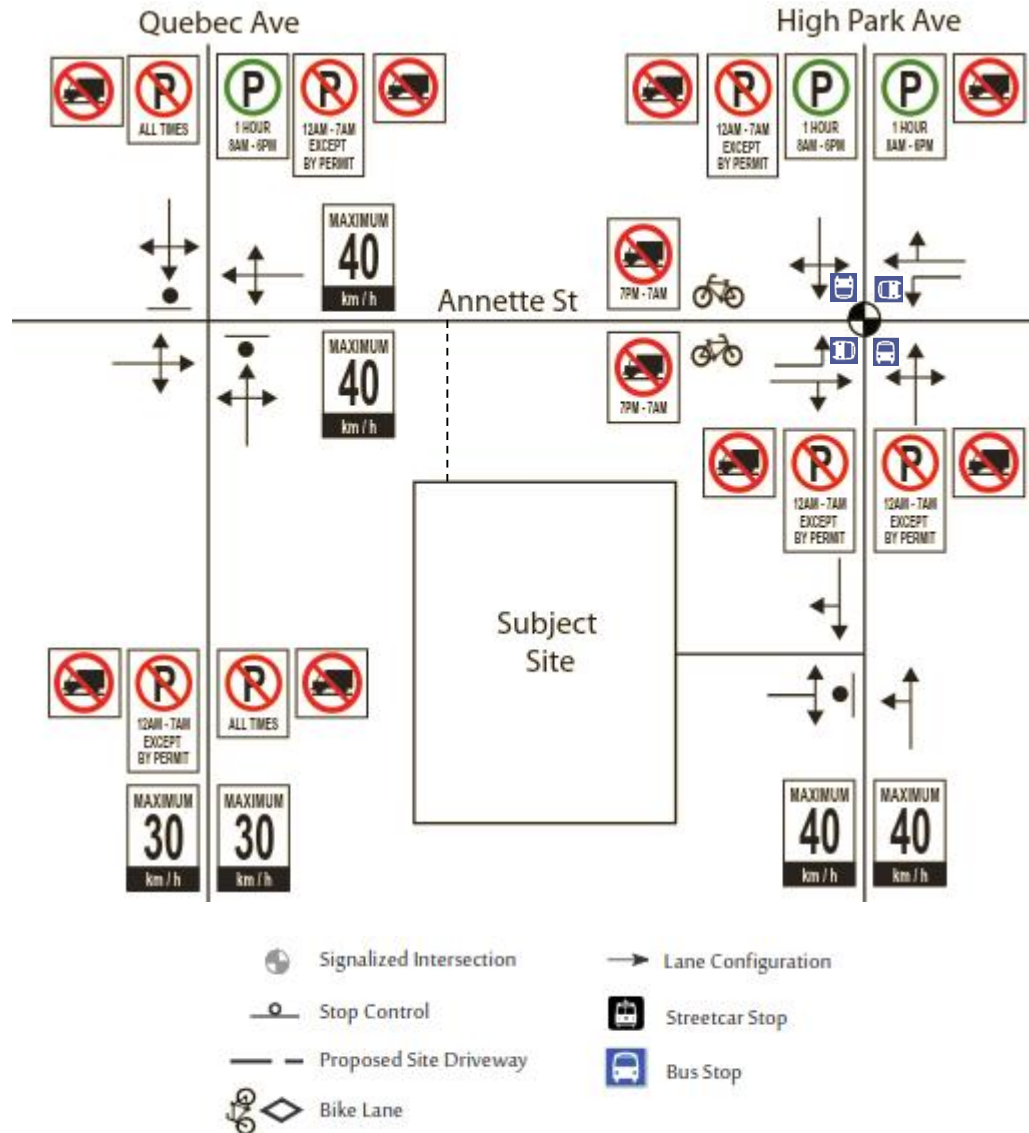 Quebec Ave
High Park Ave
P
ALL TIMES
P
1 HOUR
8AM - 6PM
P
12AM - 7AM
EXCEPT
BY PERMIT
P
12AM - 7AM
EXCEPT
BY PERMIT
P
1 HOUR
8AM - 6PM
P
1 HOUR
8AM - 6PM
MAXIMUM
40
km / h
7PM - 7AM
Annette St
MAXIMUM
40
km / h
7PM - 7AM
P
12AM - 7AM
EXCEPT
BY PERMIT
P
12AM - 7AM
EXCEPT
BY PERMIT
Subject
Site
P
12AM - 7AM
EXCEPT
BY PERMIT
P
ALL TIMES
MAXIMUM
30
km / h
MAXIMUM
30
km / h
MAXIMUM
40
km / h
MAXIMUM
40
km / h
Signalized Intersection
Lane Configuration
Stop Control
Streetcar Stop
Proposed Site Driveway
Bus Stop
Bike Lane